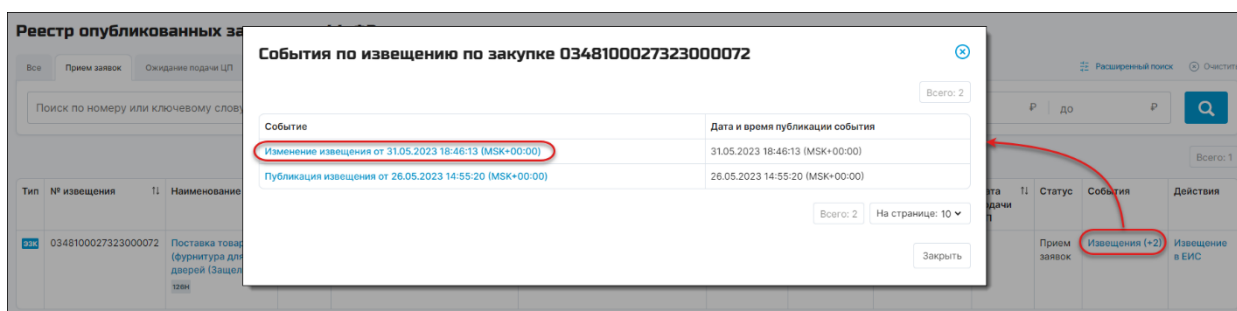 Реестр опубликованных за
События по извещению по закупке 0348100027323000072
Все
Прием заявок
Ожидание подачи ЦП
Расширенный поиск
Очистить
Всего: 2
Поиск по номеру или ключевому слову
₽
до
₽
Событие
Дата и время публикации события
Изменение извещения от 31.05.2023 18:46:13 (MSK+00:00)
31.05.2023 18:46:13 (MSK+00:00)
Публикация извещения от 26.05.2023 14:55:20 (MSK+00:00)
26.05.2023 14:55:20 (MSK+00:00)
Всего: 1
Всего: 2
На странице: 10
Тип
№ извещения
Наименование
Статус
События
Действия
ЭЗК
0348100027323000072
Поставка товар
(фурнитура для
дверей (Защел
126Н
Прием
заявок
Извещения (+2)
Извещение
в ЕИС
Закрыть